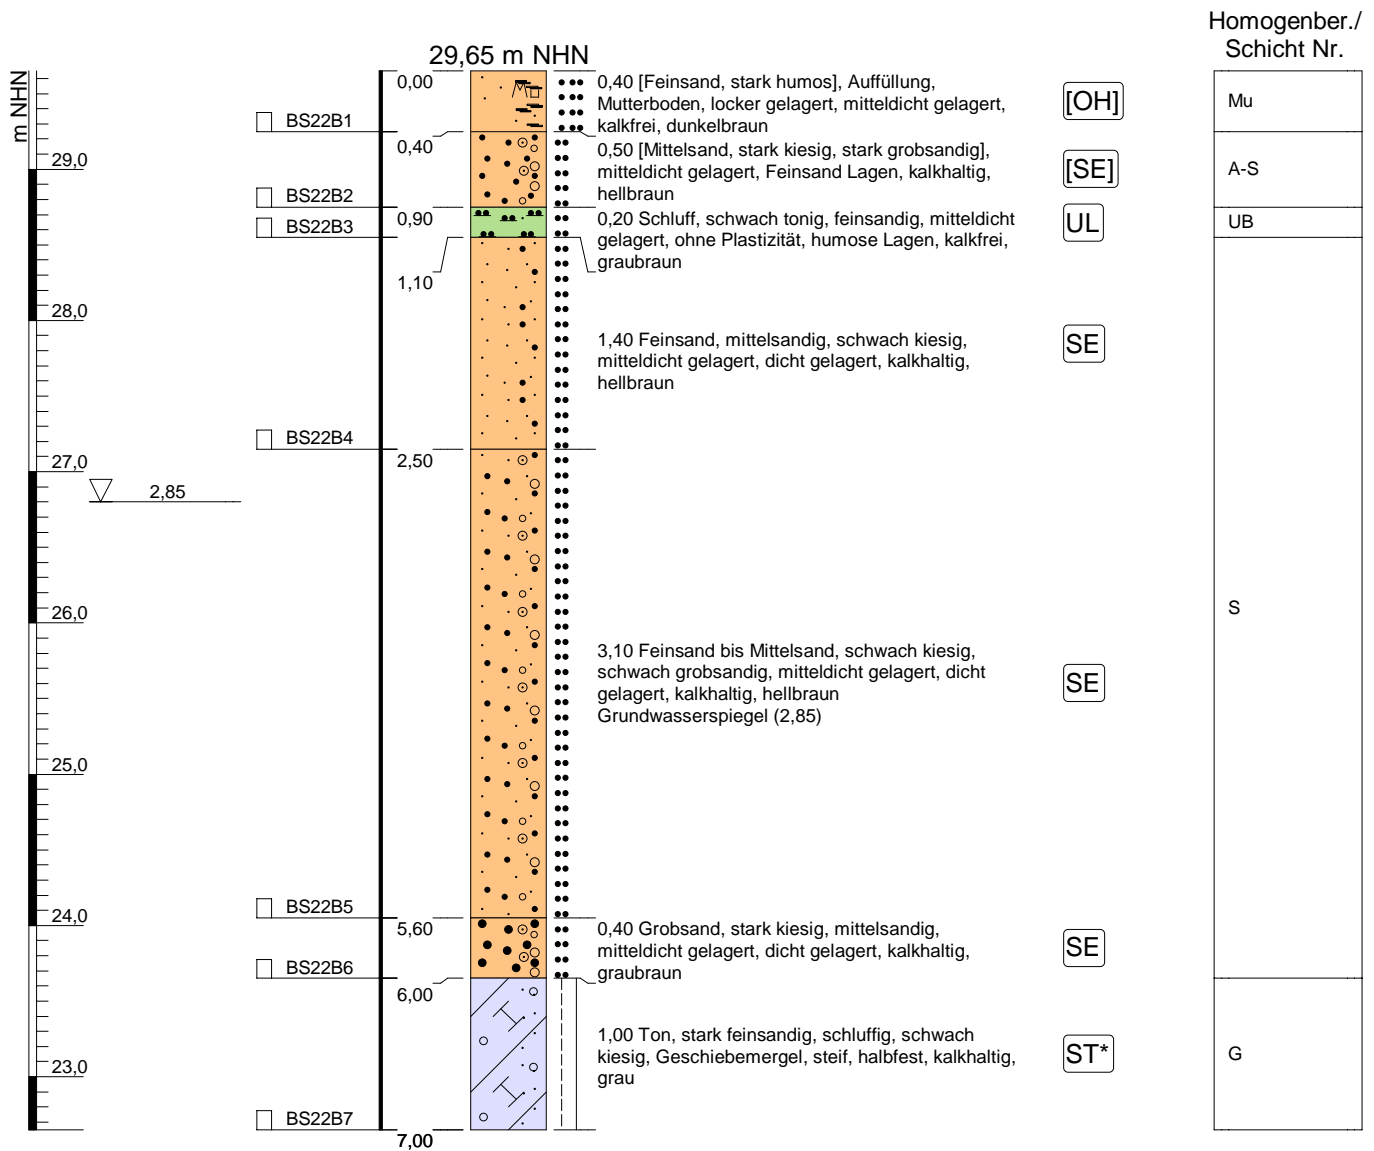 Homogenber./
Schicht Nr.
29,65 m NHN
m NHN
0,00
0,40 [Feinsand, stark humos], Auffüllung,
Mutterboden, locker gelagert, mitteldicht gelagert,
kalkfrei, dunkelbraun
[OH]
Mu
BS22B1
0,40
29,0
0,50 [Mittelsand, stark kiesig, stark grobsandig],
mitteldicht gelagert, Feinsand Lagen, kalkhaltig,
hellbraun
[SE]
A-S
BS22B2
0,90
0,20 Schluff, schwach tonig, feinsandig, mitteldicht
gelagert, ohne Plastizität, humose Lagen, kalkfrei,
graubraun
UL
UB
BS22B3
1,10
28,0
1,40 Feinsand, mittelsandig, schwach kiesig,
mitteldicht gelagert, dicht gelagert, kalkhaltig,
hellbraun
SE
BS22B4
2,50
27,0
2,85
26,0
S
3,10 Feinsand bis Mittelsand, schwach kiesig,
schwach grobsandig, mitteldicht gelagert, dicht
gelagert, kalkhaltig, hellbraun
Grundwasserspiegel (2,85)
SE
25,0
BS22B5
24,0
5,60
0,40 Grobsand, stark kiesig, mittelsandig,
mitteldicht gelagert, dicht gelagert, kalkhaltig,
graubraun
SE
BS22B6
6,00
1,00 Ton, stark feinsandig, schluffig, schwach
kiesig, Geschiebemergel, steif, halbfest, kalkhaltig,
grau
ST*
G
23,0
BS22B7
7,00